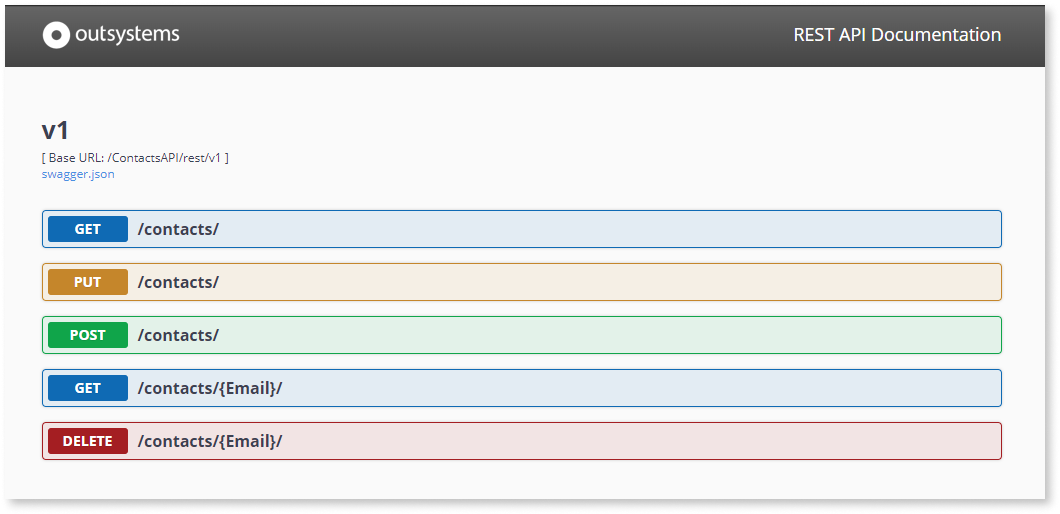 outsystems
REST API Documentation
v1
[ Base URL: /ContactsAPI/rest/v1 ]
swagger.json
GET /contacts/
PUT /contacts/
POST /contacts/
GET /contacts/{Email}/
DELETE /contacts/{Email}/